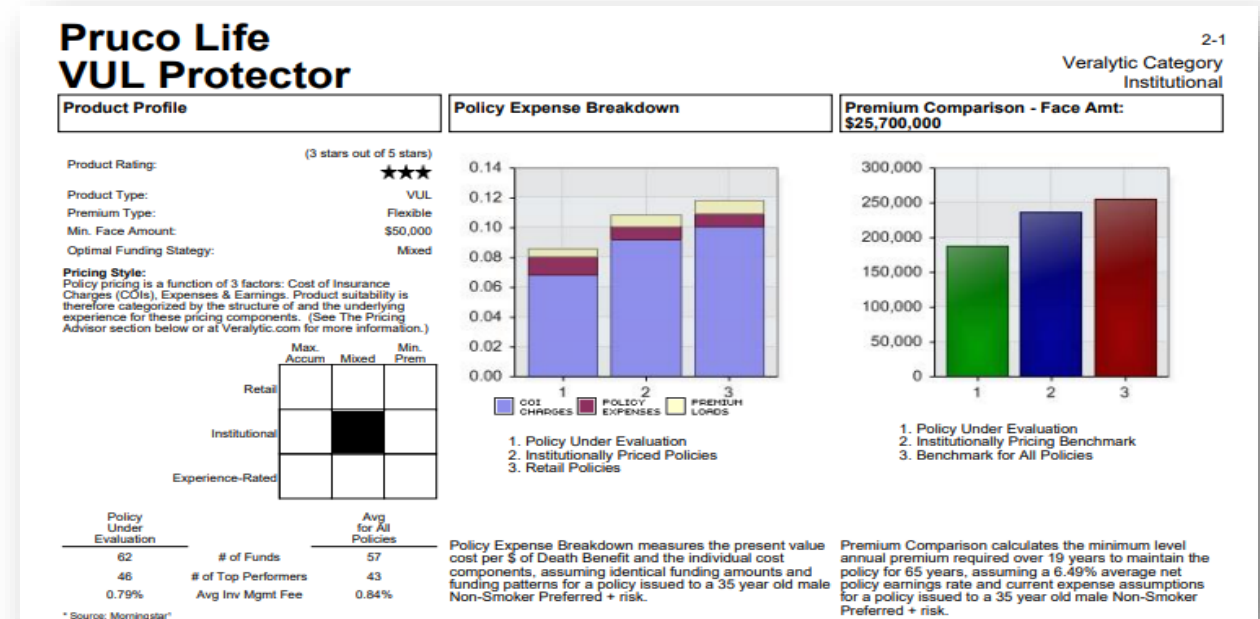 Pruco Life
VUL Protector
2-1
Veralytic Category
Institutional
Product Profile
Product Rating:
(3 stars out of 5 stars)
★★★
Product Type: VUL
Premium Type: Flexible
Min. Face Amount: $50,000
Optimal Funding Stategy: Mixed
Pricing Style:
Policy pricing is a function of 3 factors: Cost of Insurance
Charges (COIs), Expenses & Earnings. Product suitability is
therefore categorized by the structure of and the underlying
experience for these pricing components. (See The Pricing
Advisor section below or at Veralytic.com for more information.)
Max. Accum Mixed Min. Prem
Retail
Institutional
Experience-Rated
Policy Under Evaluation
Avg for All Policies
62 # of Funds 57
46 # of Top Performers 43
0.79% Avg Inv Mgmt Fee 0.84%
* Source: Morningstar°
Policy Expense Breakdown
0.14
0.12
0.10
0.08
0.06
0.04
0.02
0.00
1 2 3
COI CHARGES POLICY EXPENSES PREMIUM LOADS
1. Policy Under Evaluation
2. Institutionally Priced Policies
3. Retail Policies
Policy Expense Breakdown measures the present value
cost per $ of Death Benefit and the individual cost
components, assuming identical funding amounts and
funding patterns for a policy issued to a 35 year old male
Non-Smoker Preferred + risk.
Premium Comparison - Face Amt:
$25,700,000
300,000
250,000
200,000
150,000
100,000
50,000
0
1 2 3
1. Policy Under Evaluation
2. Institutionally Pricing Benchmark
3. Benchmark for All Policies
Premium Comparison calculates the minimum level
annual premium required over 19 years to maintain the
policy for 65 years, assuming a 6.49% average net
policy earnings rate and current expense assumptions
for a policy issued to a 35 year old male Non-Smoker
Preferred + risk.